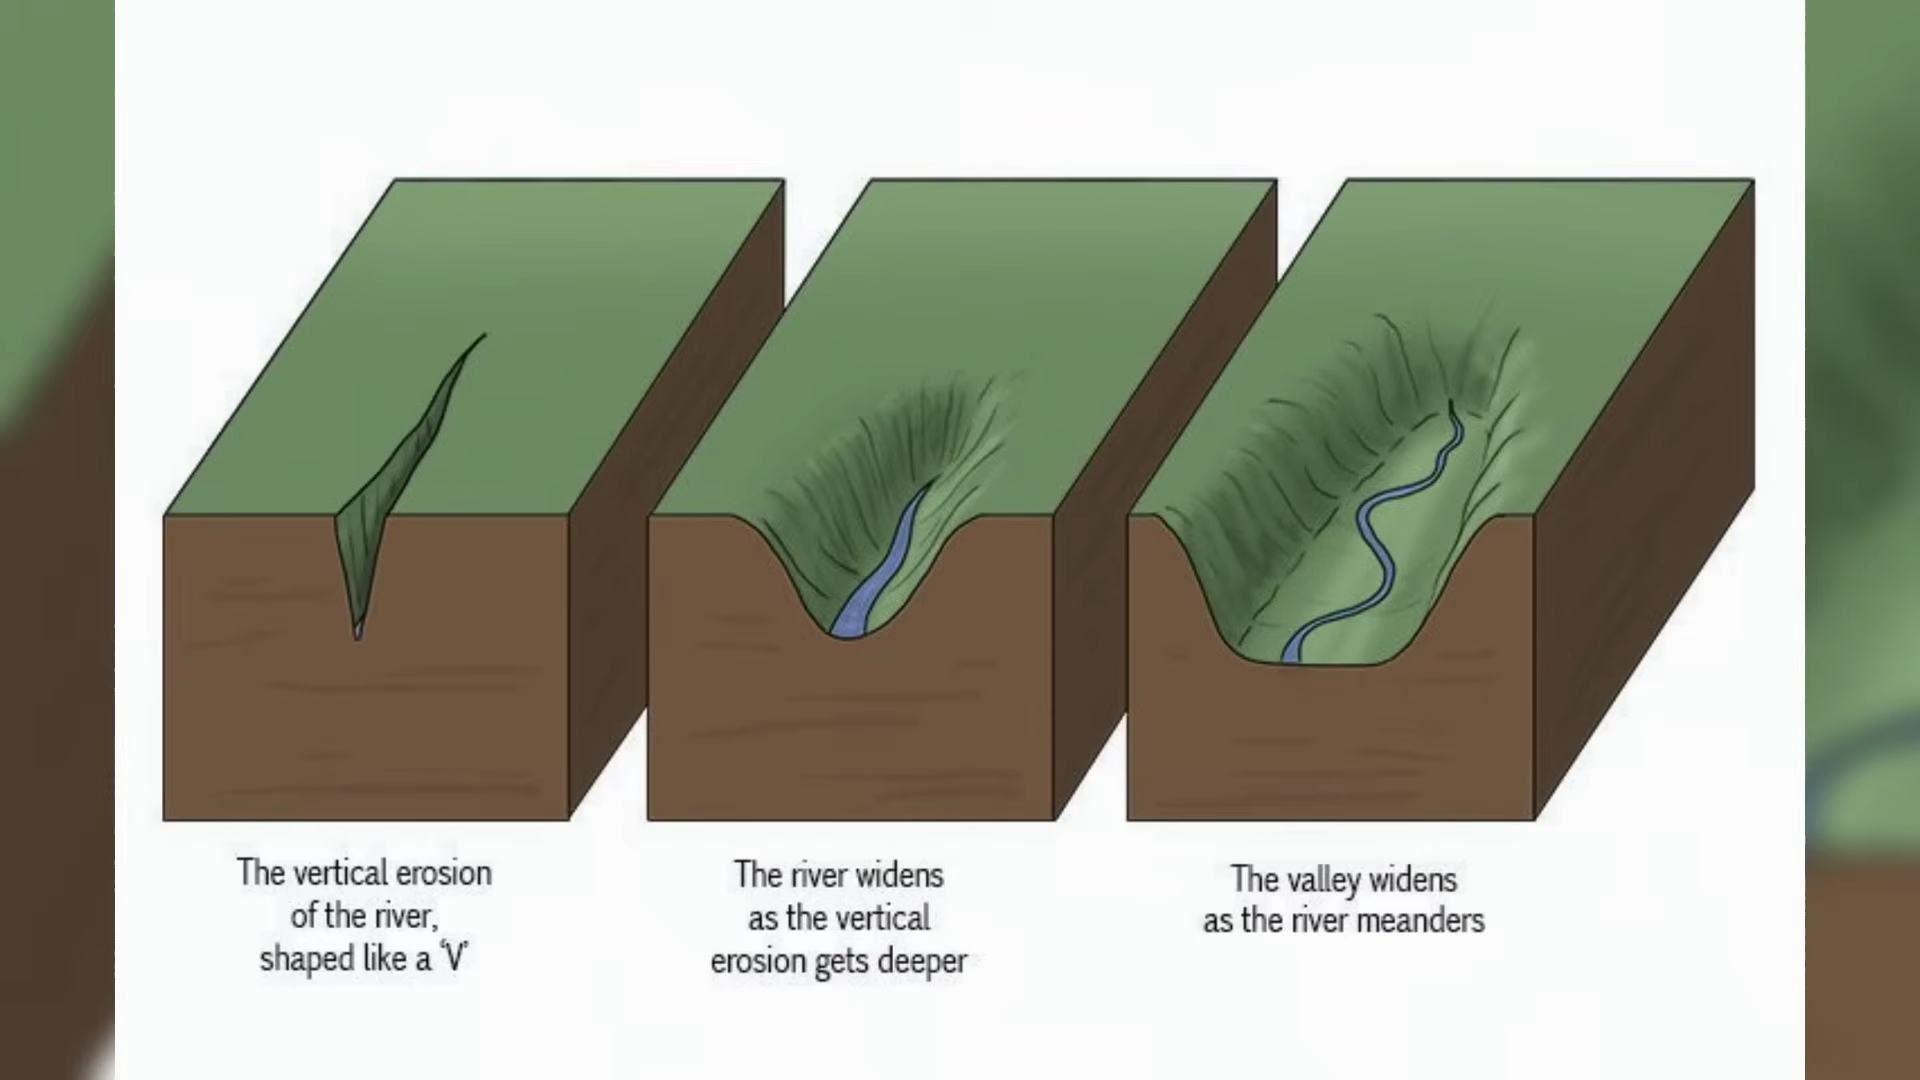 The vertical erosion
of the river,
shaped like a ‘V’
The river widens
as the vertical
erosion gets deeper
The valley widens
as the river meanders